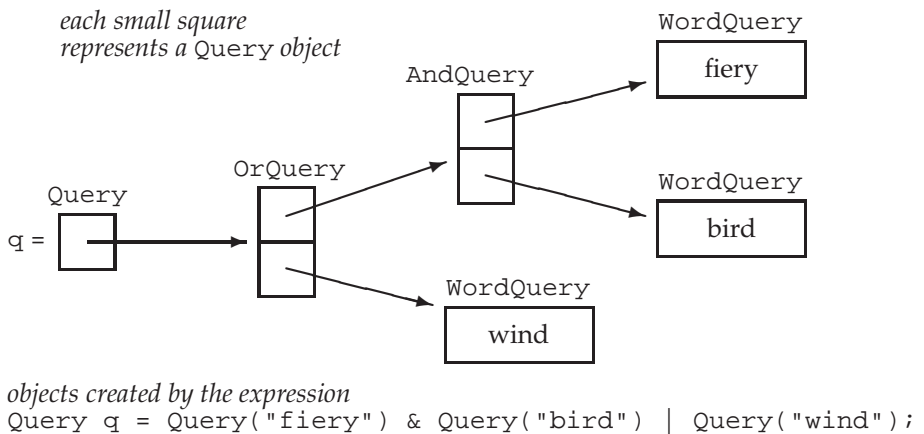 each small square
represents a Query object
WordQuery
fiery
AndQuery
OrQuery
WordQuery
Query
bird
q =
WordQuery
wind
objects created by the expression
Query q = Query("fiery") & Query("bird") | Query("wind");